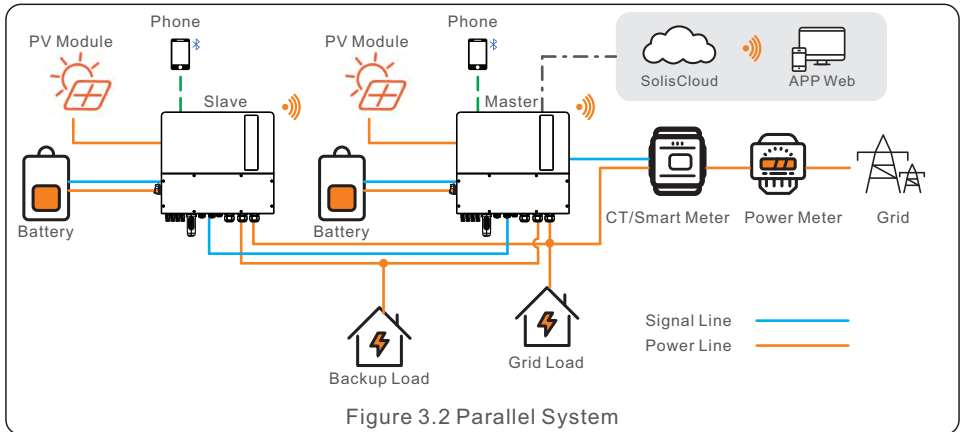 Phone
Phone
PV Module
PV Module
SolisCloud
APP Web
Slave
Master
Battery
Battery
CT/Smart Meter
Power Meter
Grid
Signal Line
Power Line
Grid Load
Backup Load
Figure 3.2 Parallel System